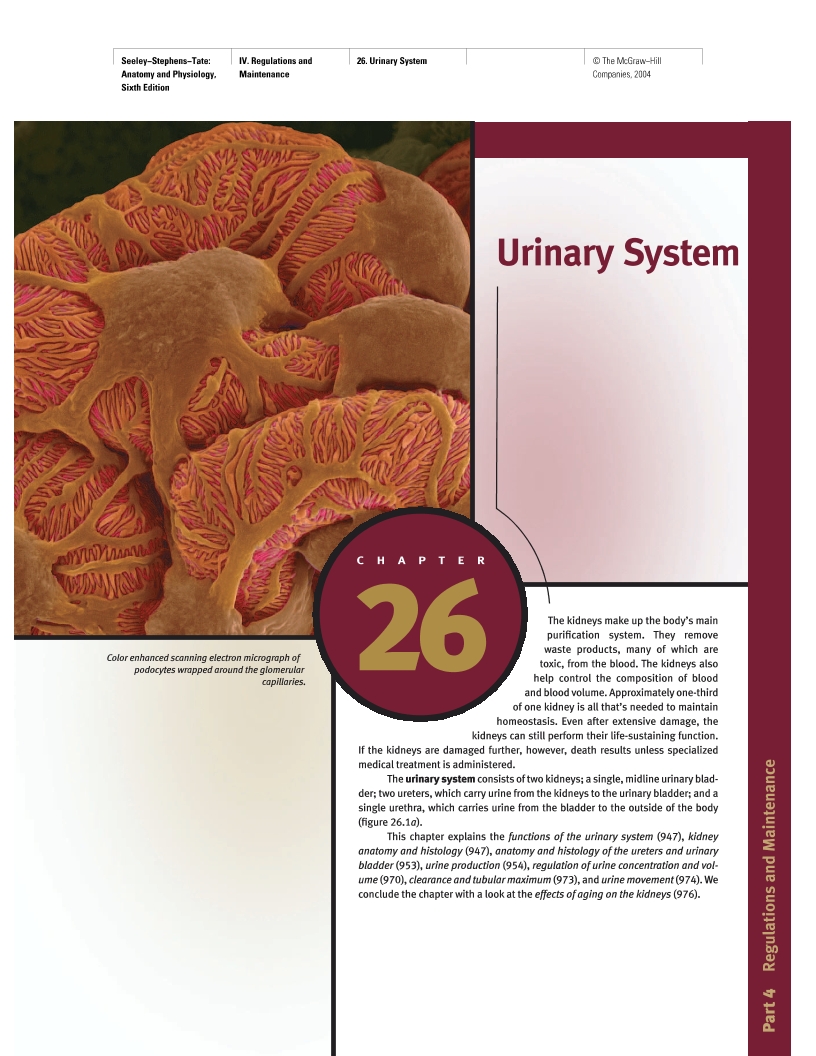 Seeley−Stephens−Tate:
Anatomy and Physiology,
Sixth Edition
IV. Regulations and
Maintenance
26. Urinary System
© The McGraw−Hill
Companies, 2004
Urinary System
CHAPTER
26
Color enhanced scanning electron micrograph of
podocytes wrapped around the glomerular
capillaries.
The kidneys make up the body's main
purification system. They remove
waste products, many of which are
toxic, from the blood. The kidneys also
help control the composition of blood
and blood volume. Approximately one-third
of one kidney is all that's needed to maintain
homeostasis. Even after extensive damage, the
kidneys can still perform their life-sustaining function.
If the kidneys are damaged further, however, death results unless specialized
medical treatment is administered.
The urinary system consists of two kidneys; a single, midline urinary blad-
der; two ureters, which carry urine from the kidneys to the urinary bladder; and a
single urethra, which carries urine from the bladder to the outside of the body
(figure 26.1a).
This chapter explains the functions of the urinary system (947), kidney
anatomy and histology (947), anatomy and histology of the ureters and urinary
bladder (953), urine production (954), regulation of urine concentration and vol-
ume (970), clearance and tubular maximum (973), and urine movement (974). We
conclude the chapter with a look at the effects of aging on the kidneys (976).
Part 4 Regulations and Maintenance